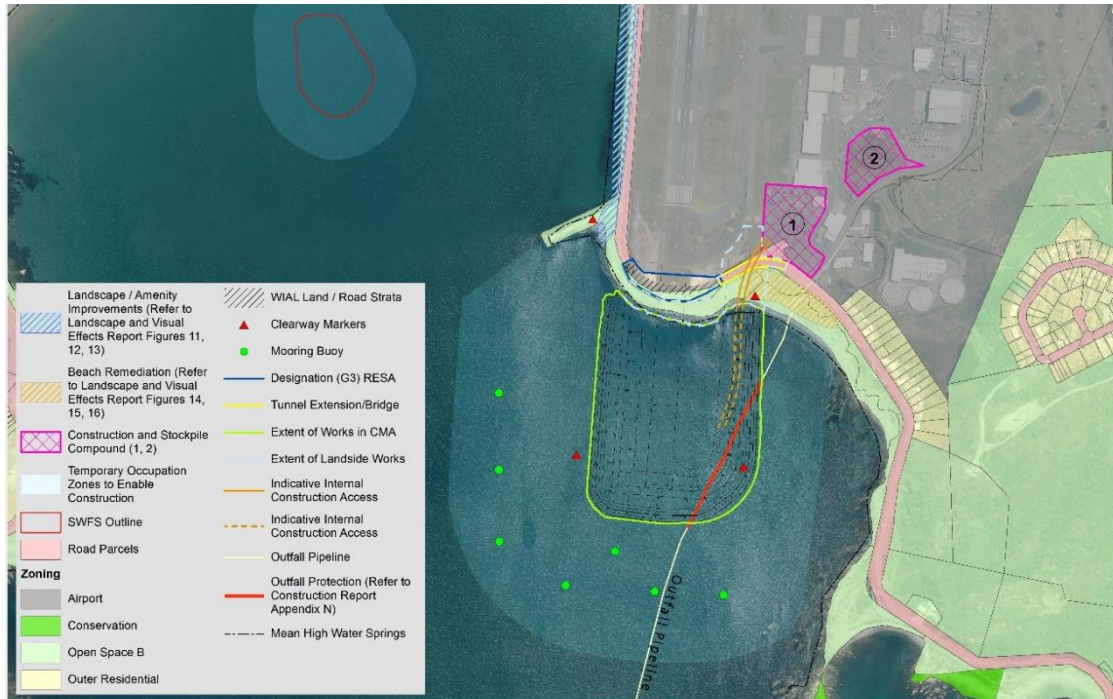 2
1
Landscape / Amenity
Improvements (Refer to
Landscape and Visual
Effects Report Figures 11,
12, 13)
Beach Remediation (Refer
to Landscape and Visual
Effects Report Figures 14,
15, 16)
Construction and Stockpile
Compound (1, 2)
Temporary Occupation
Zones to Enable
Construction
SWFS Outline
Road Parcels
Zoning
Airport
Conservation
Open Space B
Outer Residential
WIAL Land / Road Strata
Clearway Markers
Mooring Buoy
Designation (G3) RESA
Tunnel Extension/Bridge
Extent of Works in CMA
Extent of Landside Works
Indicative Internal
Construction Access
Indicative Internal
Construction Access
Outfall Pipeline
Outfall Protection (Refer to
Construction Report
Appendix N)
Mean High Water Springs
Outfall Pipeline